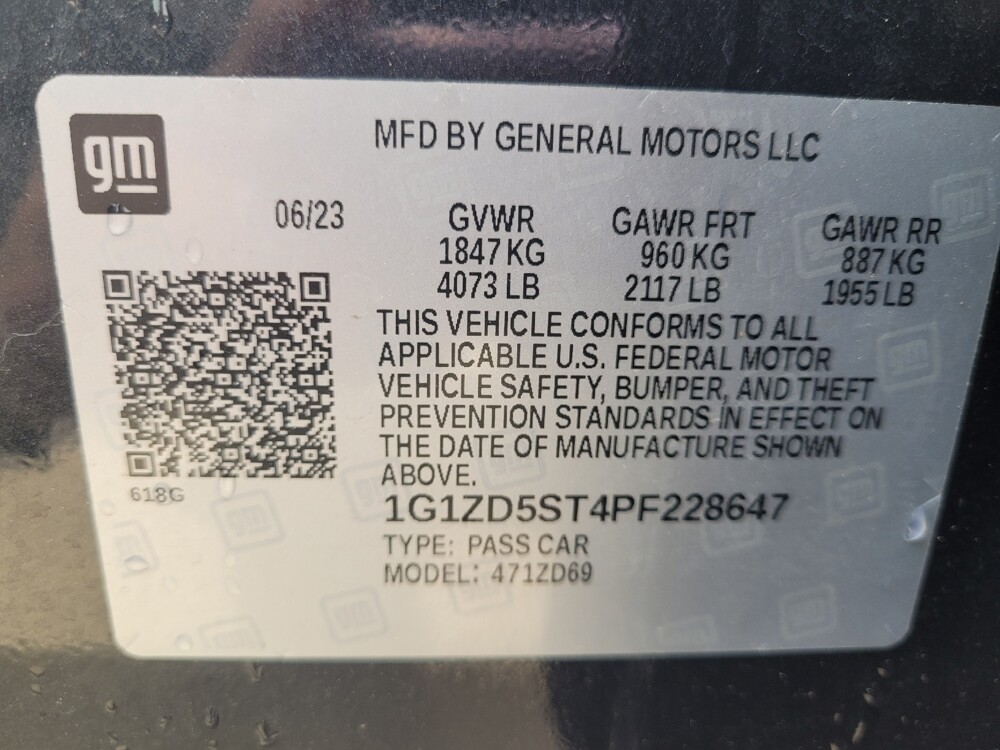 gm
MFD BY GENERAL MOTORS LLC
06/23 GVWR GAWR FRT GAWR RR
1847 KG 960 KG 887 KG
4073 LB 2117 LB 1955 LB
THIS VEHICLE CONFORMS TO ALL
APPLICABLE U.S. FEDERAL MOTOR
VEHICLE SAFETY, BUMPER, AND THEFT
PREVENTION STANDARDS IN EFFECT ON
THE DATE OF MANUFACTURE SHOWN
ABOVE.
618G
1G1ZD5ST4PF228647
TYPE: PASS CAR
MODEL: 471ZD69